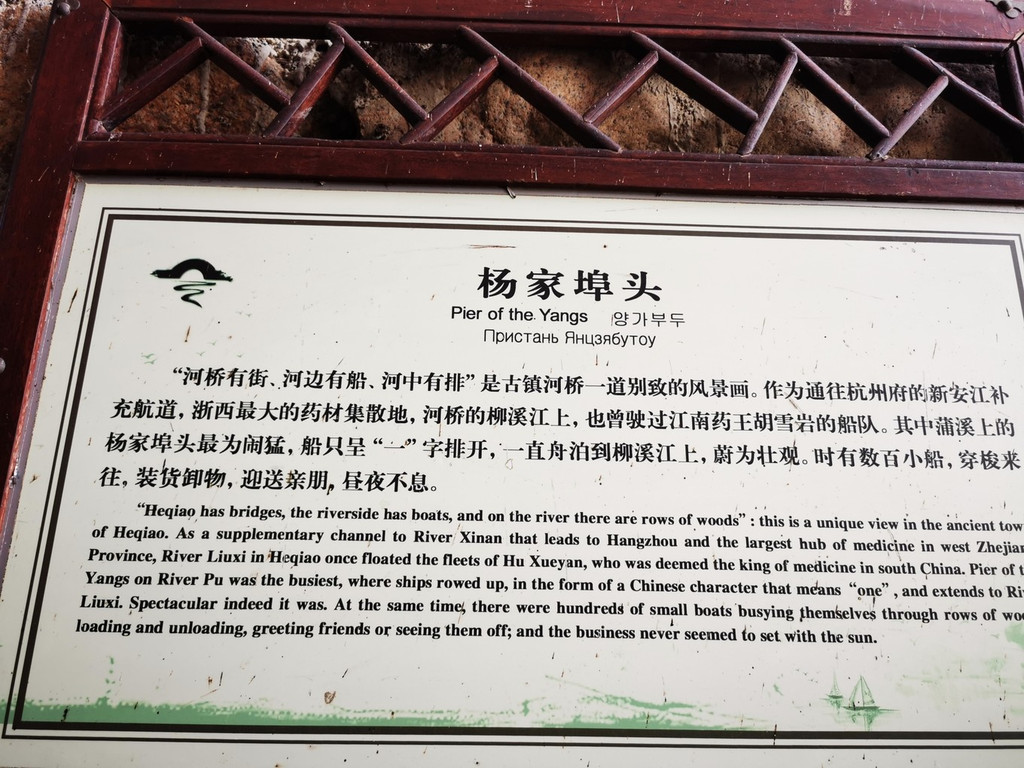 杨家埠头
Pier of the Yangs 양가부두
Пристань Янцзябутоу
“河桥有街、河边有船、河中有排”是古镇河桥一道别致的风景画。作为通往杭州府的新安江补
充航道，浙西最大的药材集散地，河桥的柳溪江上，也曾驶过江南药王胡雪岩的船队。其中蒲溪上的
杨家埠头最为闹猛，船只呈“一”字排开，一直舟泊到柳溪江上，蔚为壮观。时有数百小船，穿梭来
往，装货卸物，迎送亲朋，昼夜不息。
“Heqiao has bridges, the riverside has boats, and on the river there are rows of woods” : this is a unique view in the ancient
of Heqiao. As a supplementary channel to River Xinan that leads to Hangzhou and the largest hub of medicine in west
Province, River Liuxi in Heqiao once floated the fleets of Hu Xueyan, who was deemed the king of medicine in south China. Pier of
Yangs on River Pu was the busiest, where ships rowed up, in the form of a Chinese character that means “one” , and extends to
Liuxi. Spectacular indeed it was. At the same time, there were hundreds of small boats busying themselves through rows of
loading and unloading, greeting friends or seeing them off; and the business never seemed to set with the sun.